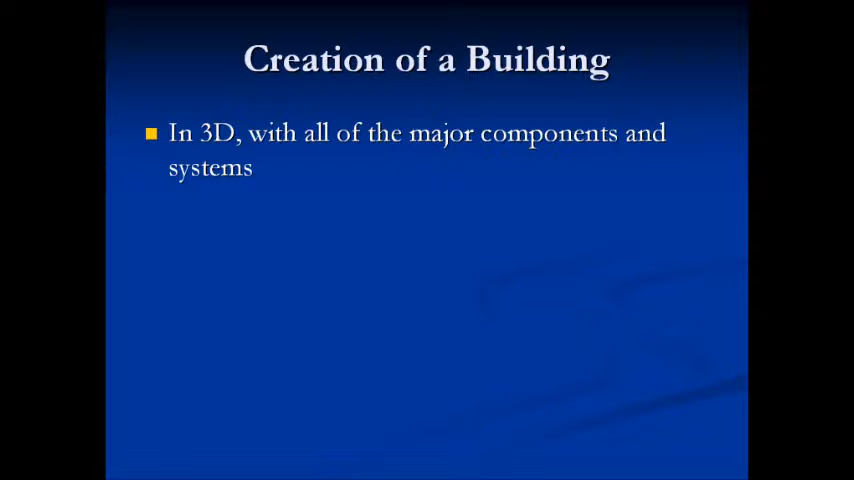 Creation of a Building
In 3D, with all of the major components and
systems